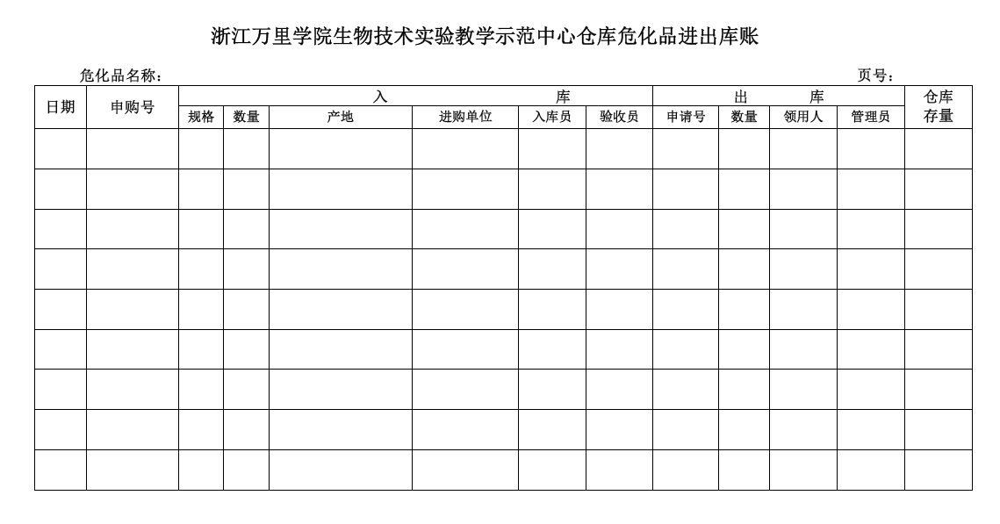 浙江万里学院生物技术实验教学示范中心仓库危化品进出库账
危化品名称： 页号：
日期 申购号 入 库 出 库 仓库存量
规格 数量 产地 进购单位 入库员 验收员 申请号 数量 领用人 管理员